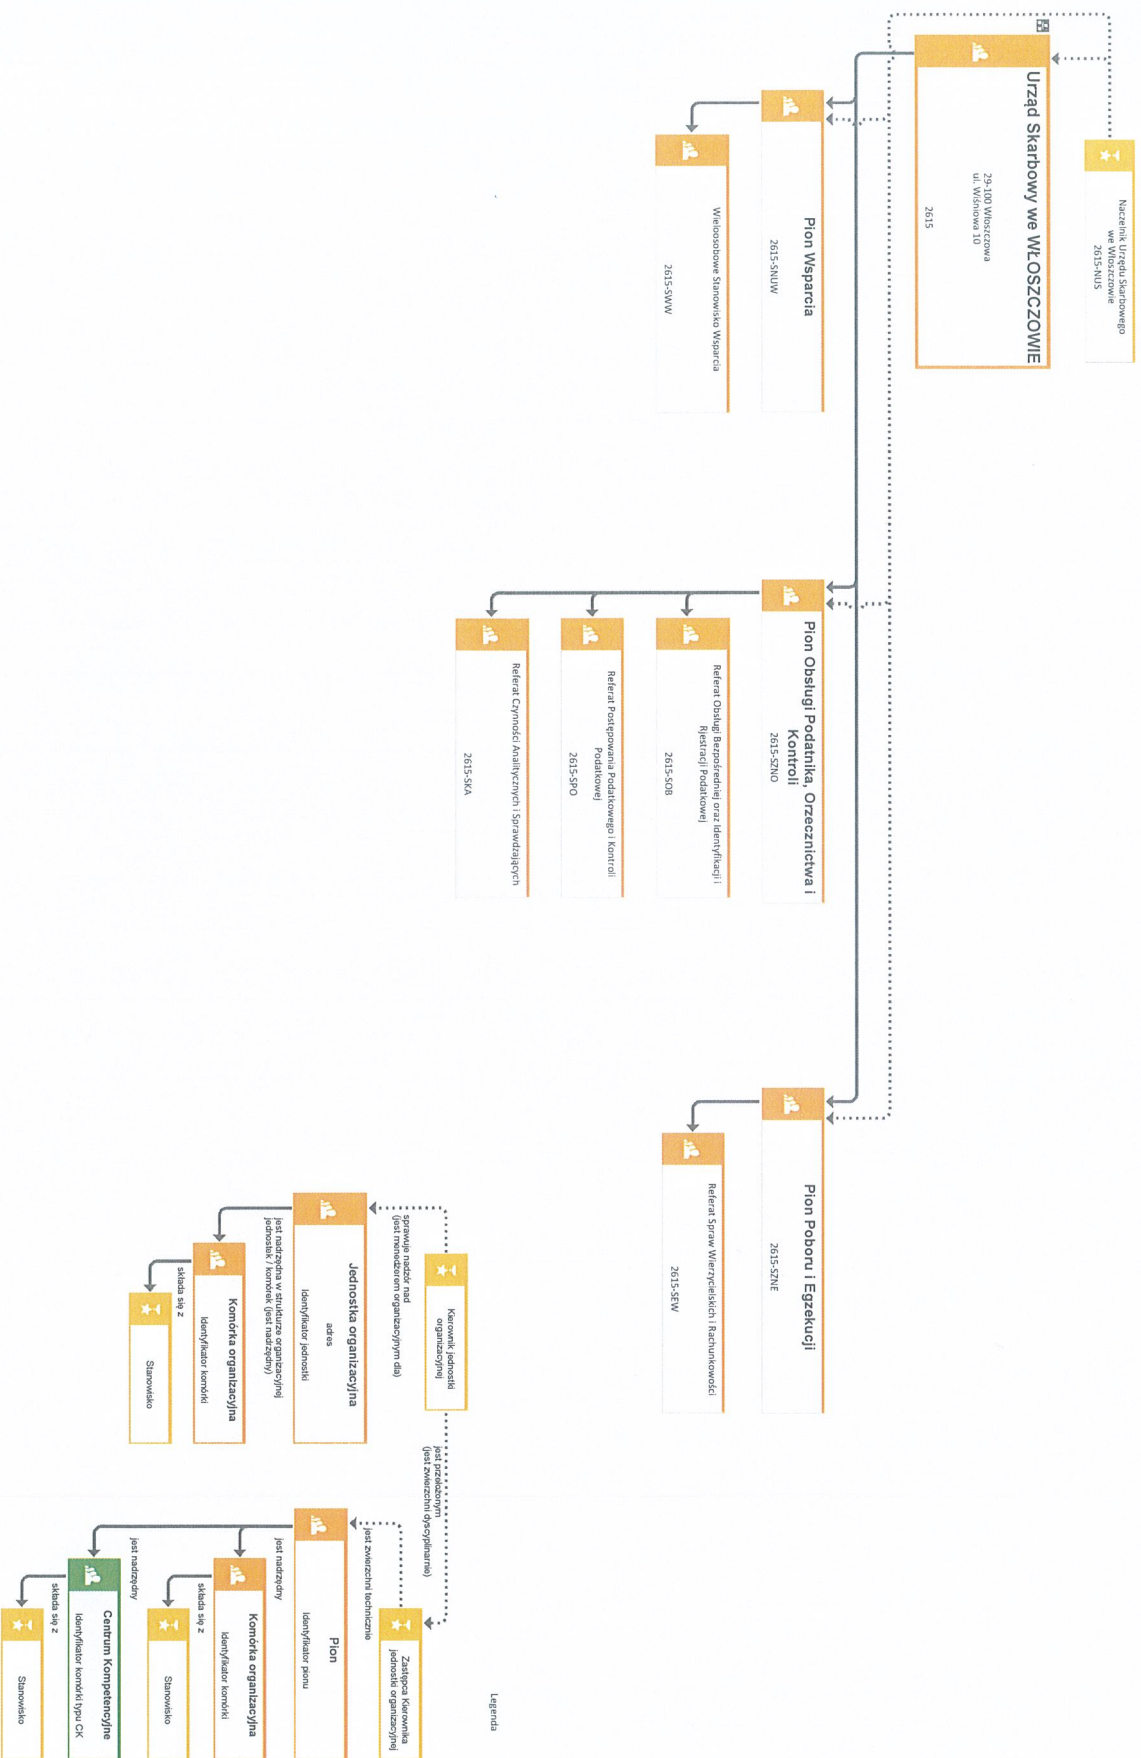 Naczelnik Urzędu Skarbowego
we Włoszczowie
2615-NUS
Urząd Skarbowy we WŁOSZCZOWIE
29-100 Włoszczowa
ul. Wiśniowa 10
2615
Pion Wsparcia
2615-SNUW
Wieloosobowe Stanowisko Wsparcia
2615-SWW
Pion Obsługi Podatnika, Orzecznictwa i
Kontroli
2615-SZNO
Referat Obsługi Bezpośredniej oraz Identyfikacji i
Rjestracji Podatkowej
2615-SOB
Referat Postępowania Podatkowego i Kontroli
Podatkowej
2615-SPO
Referat Czynności Analitycznych i Sprawdzających
2615-SKA
Pion Poboru i Egzekucji
2615-SZNE
Referat Spraw Wierzycielskich i Rachunkowości
2615-SEW
Legenda
Kierownik jednostki
organizacyjnej
sprawuje nadzór nad
(jest menedżerem organizacyjnym dla)
Jednostka organizacyjna
adres
Identyfikator jednostki
jest nadrzędna w strukturze organizacyjnej
jednostek / komórek (jest nadrzędny)
Komórka organizacyjna
Identyfikator komórki
składa się z
Stanowisko
jest przełożonym
(jest zwierzchni dyscyplinarnie)
Zastępca Kierownika
jednostki organizacyjnej
jest zwierzchni technicznie
Pion
Identyfikator pionu
jest nadrzędny
Komórka organizacyjna
Identyfikator komórki
składa się z
Stanowisko
jest nadrzędny
Centrum Kompetencyjne
Identyfikator komórki typu CK
składa się z
Stanowisko